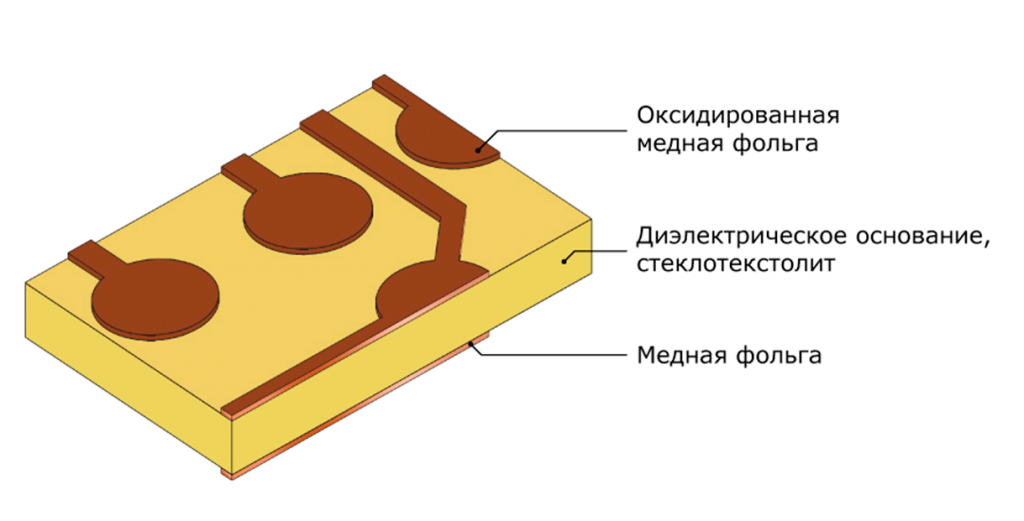 Оксидированная
медная фольга
Диэлектрическое основание,
стеклотекстолит
Медная фольга